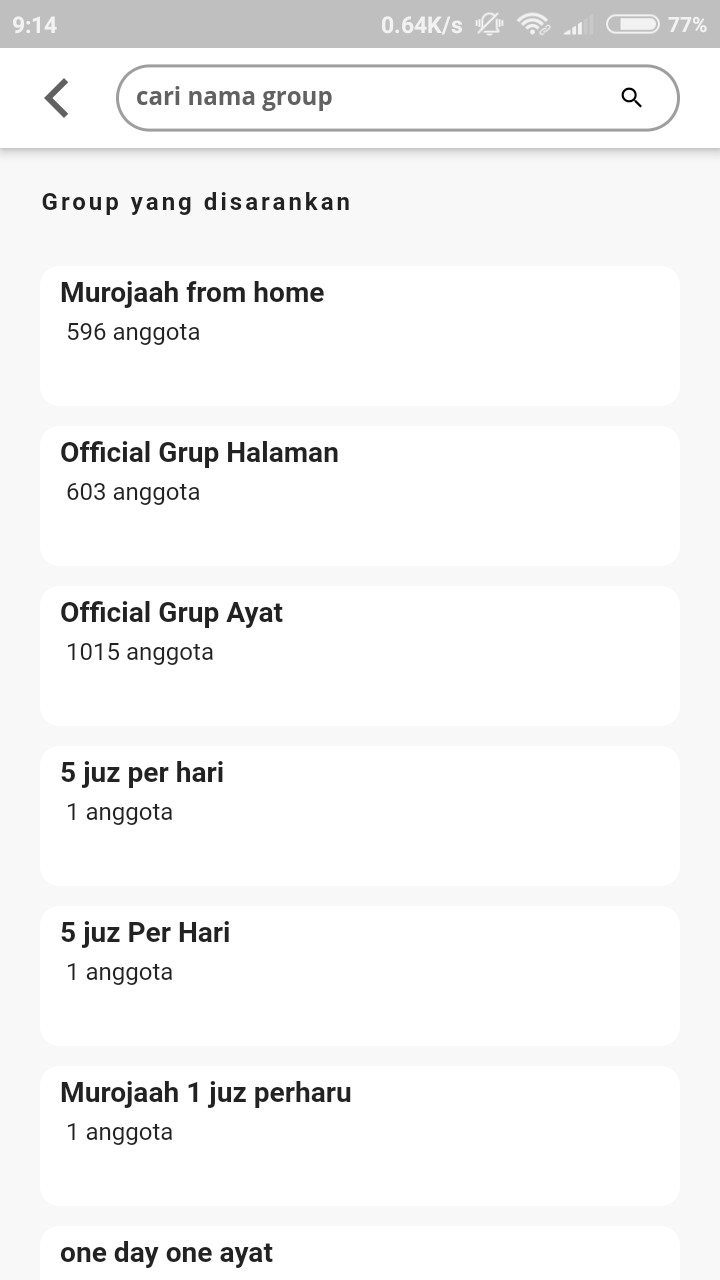 9:14 0.64K/s 77%
cari nama group
Group yang disarankan
Murojaah from home
596 anggota
Official Grup Halaman
603 anggota
Official Grup Ayat
1015 anggota
5 juz per hari
1 anggota
5 juz Per Hari
1 anggota
Murojaah 1 juz perharu
1 anggota
one day one ayat